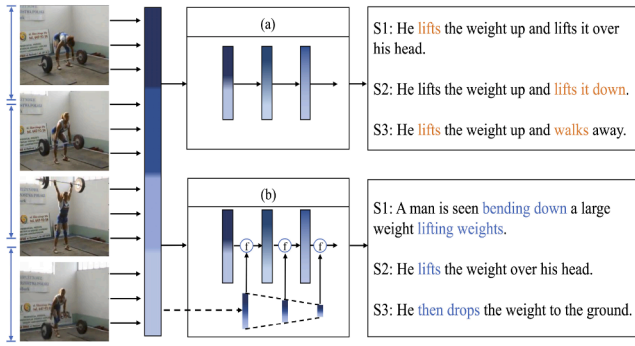 (a)
S1: He lifts the weight up and lifts it over
his head.
S2: He lifts the weight up and lifts it down.
S3: He lifts the weight up and walks away.
(b)
f
f
f
S1: A man is seen bending down a large
weight lifting weights.
S2: He lifts the weight over his head.
S3: He then drops the weight to the ground.